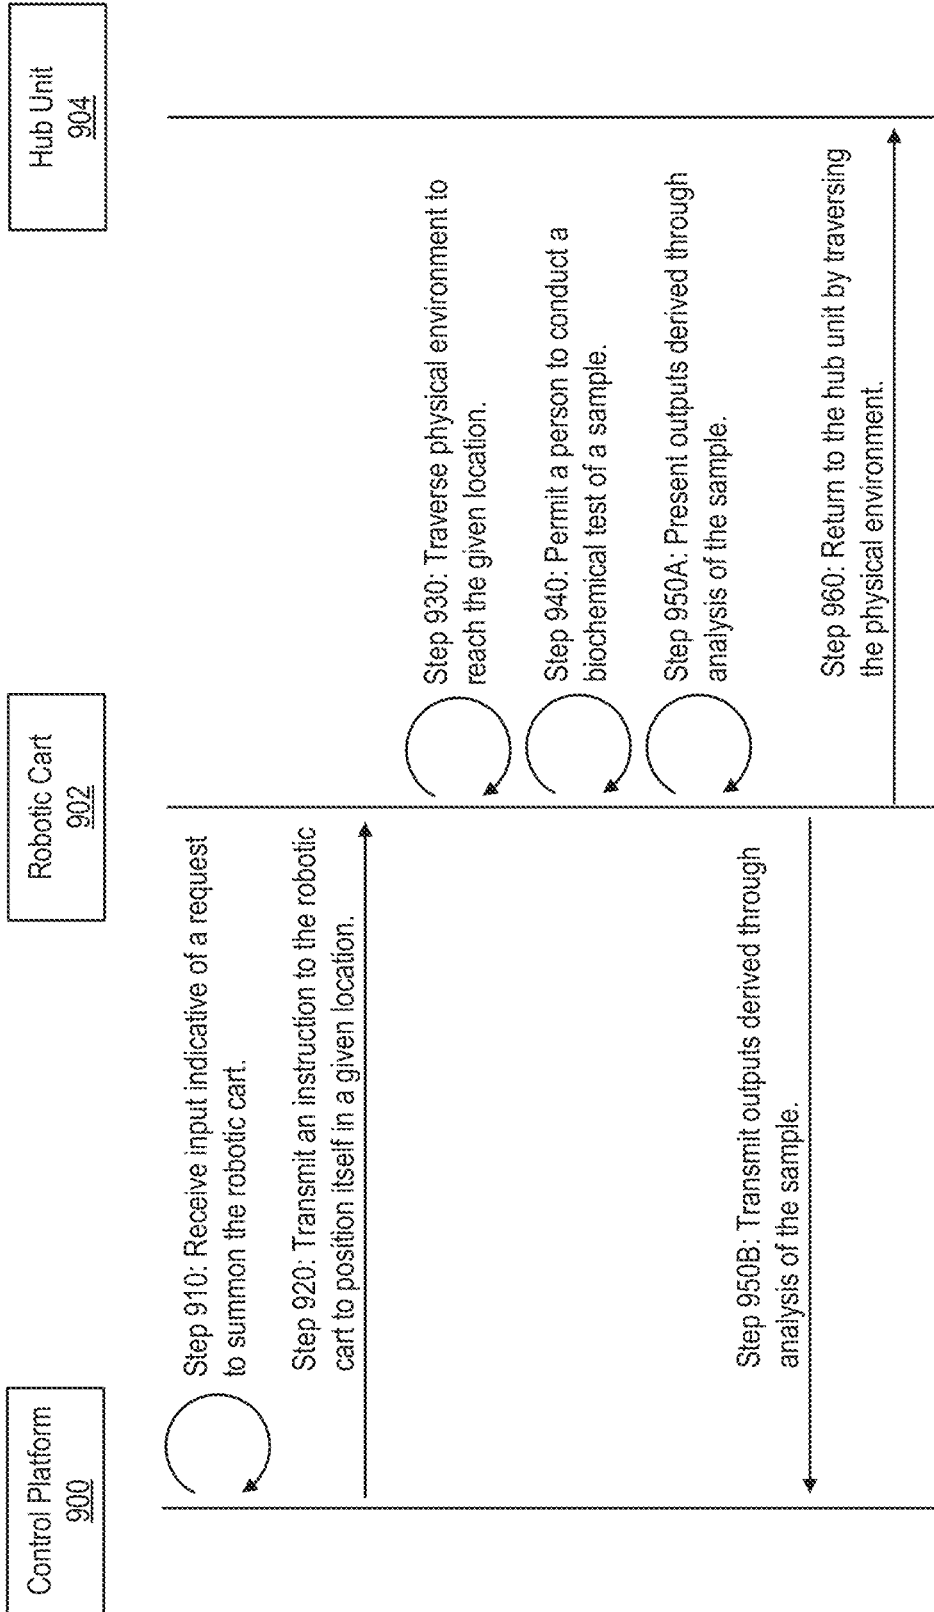 Control Platform
900
Robotic Cart
902
Hub Unit
904
Step 910: Receive input indicative of a request
to summon the robotic cart.
Step 920: Transmit an instruction to the robotic
cart to position itself in a given location.
Step 930: Traverse physical environment to
reach the given location.
Step 940: Permit a person to conduct a
biochemical test of a sample.
Step 950A: Present outputs derived through
analysis of the sample.
Step 950B: Transmit outputs derived through
analysis of the sample.
Step 960: Return to the hub unit by traversing
the physical environment.